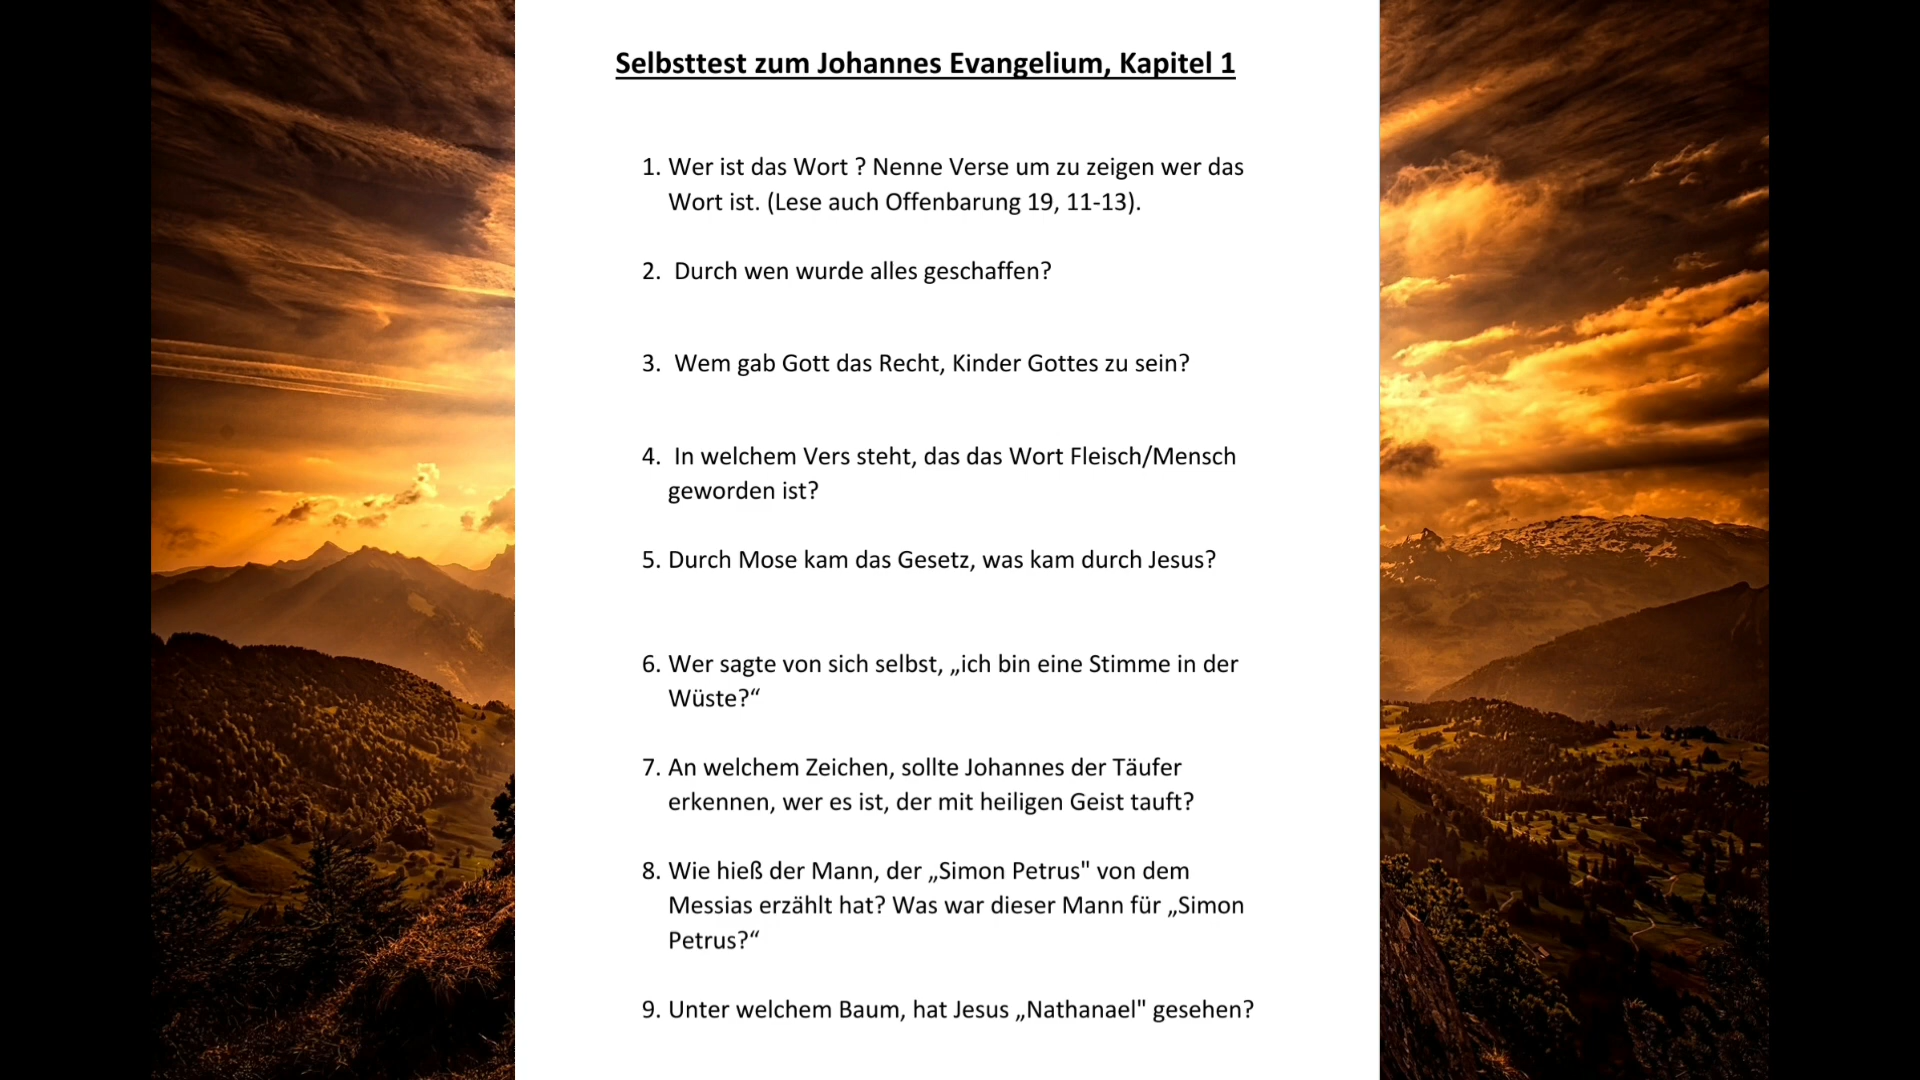 Selbsttest zum Johannes Evangelium, Kapitel 1
1. Wer ist das Wort ? Nenne Verse um zu zeigen wer das
Wort ist. (Lese auch Offenbarung 19, 11-13).
2. Durch wen wurde alles geschaffen?
3. Wem gab Gott das Recht, Kinder Gottes zu sein?
4. In welchem Vers steht, das das Wort Fleisch/Mensch
geworden ist?
5. Durch Mose kam das Gesetz, was kam durch Jesus?
6. Wer sagte von sich selbst, „ich bin eine Stimme in der
Wüste?“
7. An welchem Zeichen, sollte Johannes der Täufer
erkennen, wer es ist, der mit heiligen Geist tauft?
8. Wie hieß der Mann, der „Simon Petrus" von dem
Messias erzählt hat? Was war dieser Mann für „Simon
Petrus?“
9. Unter welchem Baum, hat Jesus „Nathanael" gesehen?